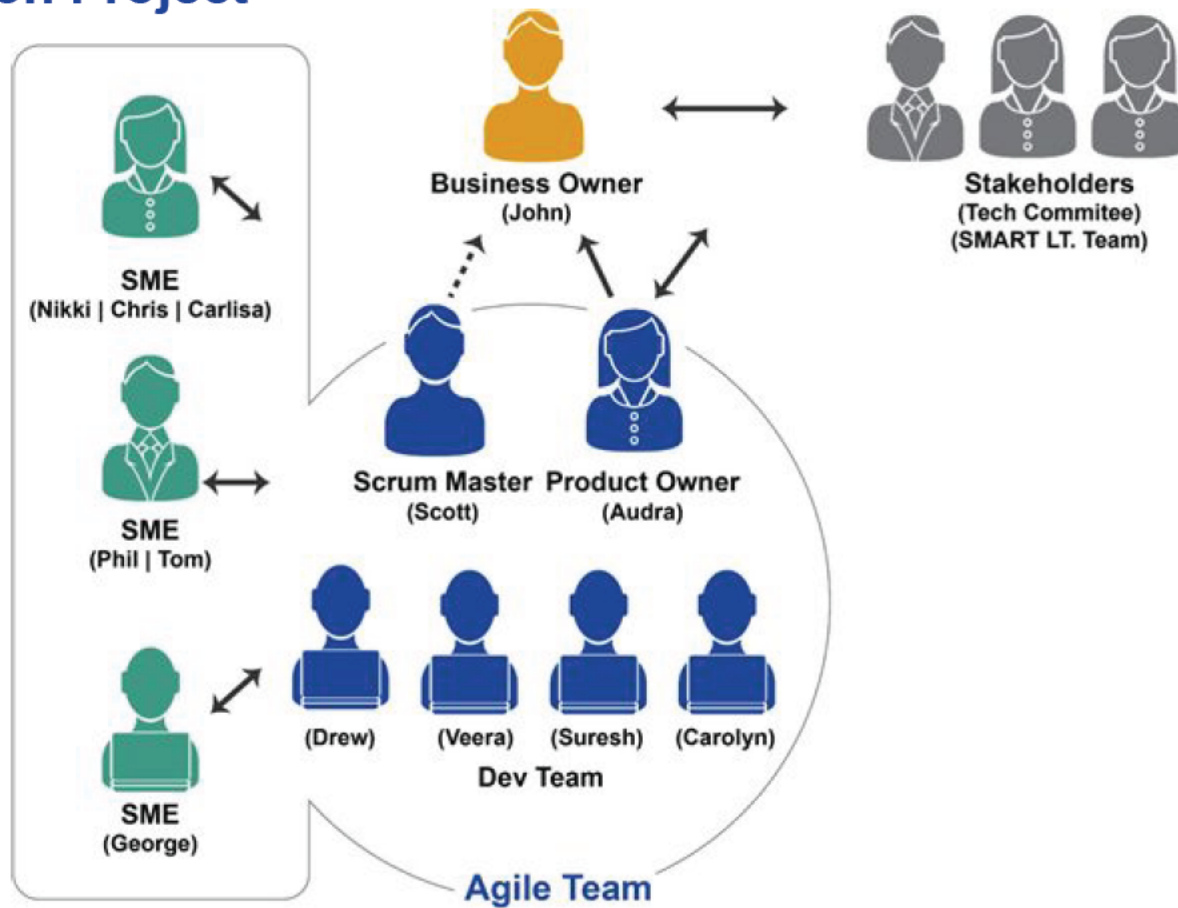 Project
Business Owner
(John)
Stakeholders
(Tech Commitee)
(SMART LT. Team)
SME
(Nikki | Chris | Carlisa)
SME
(Phil | Tom)
SME
(George)
Scrum Master
(Scott)
Product Owner
(Audra)
(Drew)
(Veera)
(Suresh)
(Carolyn)
Dev Team
Agile Team